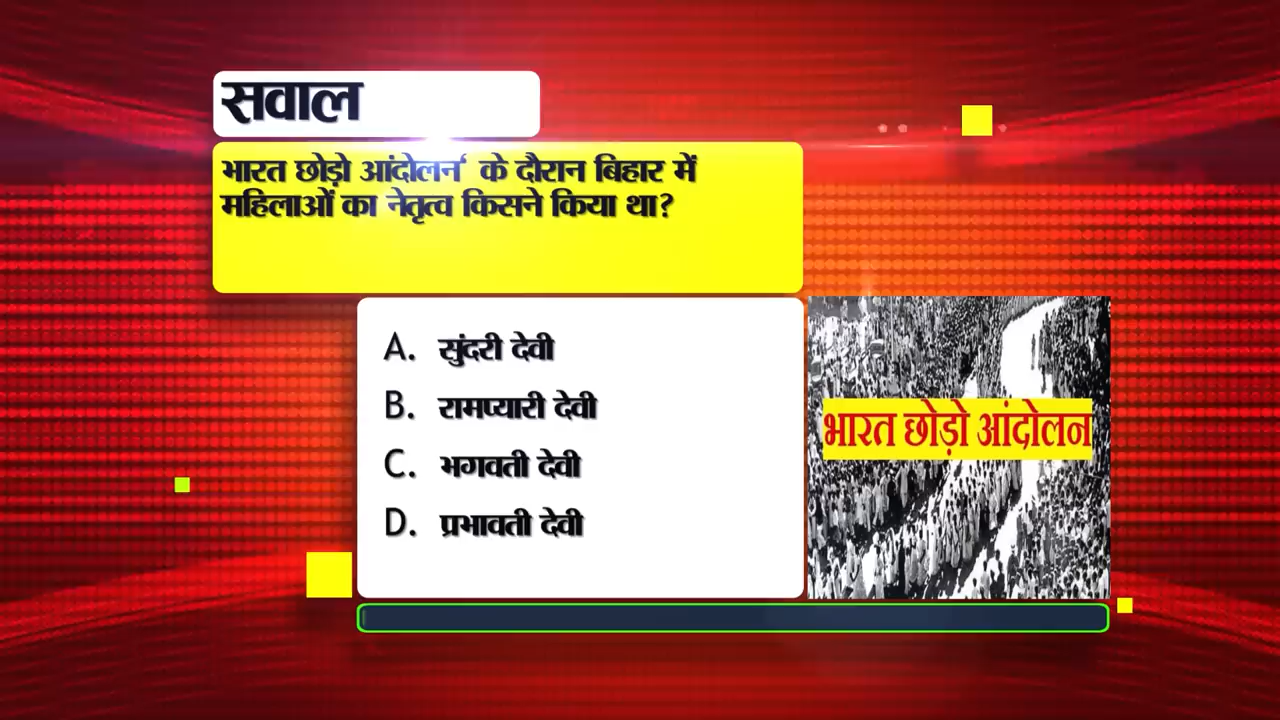 सवाल
भारत छोड़ो आंदोलन' के दौरान बिहार में
महिलाओं का नेतृत्व किसने किया था?
A. सुंदरी देवी
B. रामप्यारी देवी
C. भगवती देवी
D. प्रभावती देवी
भारत छोड़ो आंदोलन